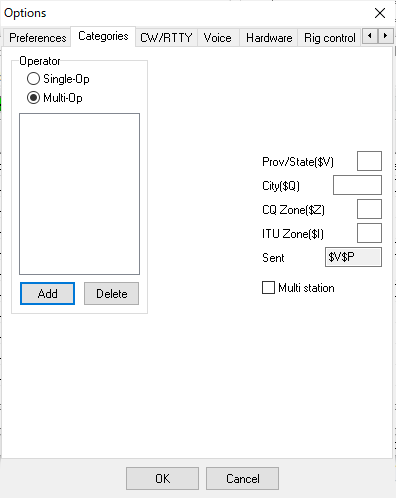 Options
Preferences Categories CW/RTTY Voice Hardware Rig control
Operator
Single-Op
Multi-Op
Prov/State($V)
City($Q)
CQ Zone($Z)
ITU Zone($I)
Sent $V$P
Multi station
Add Delete
OK Cancel